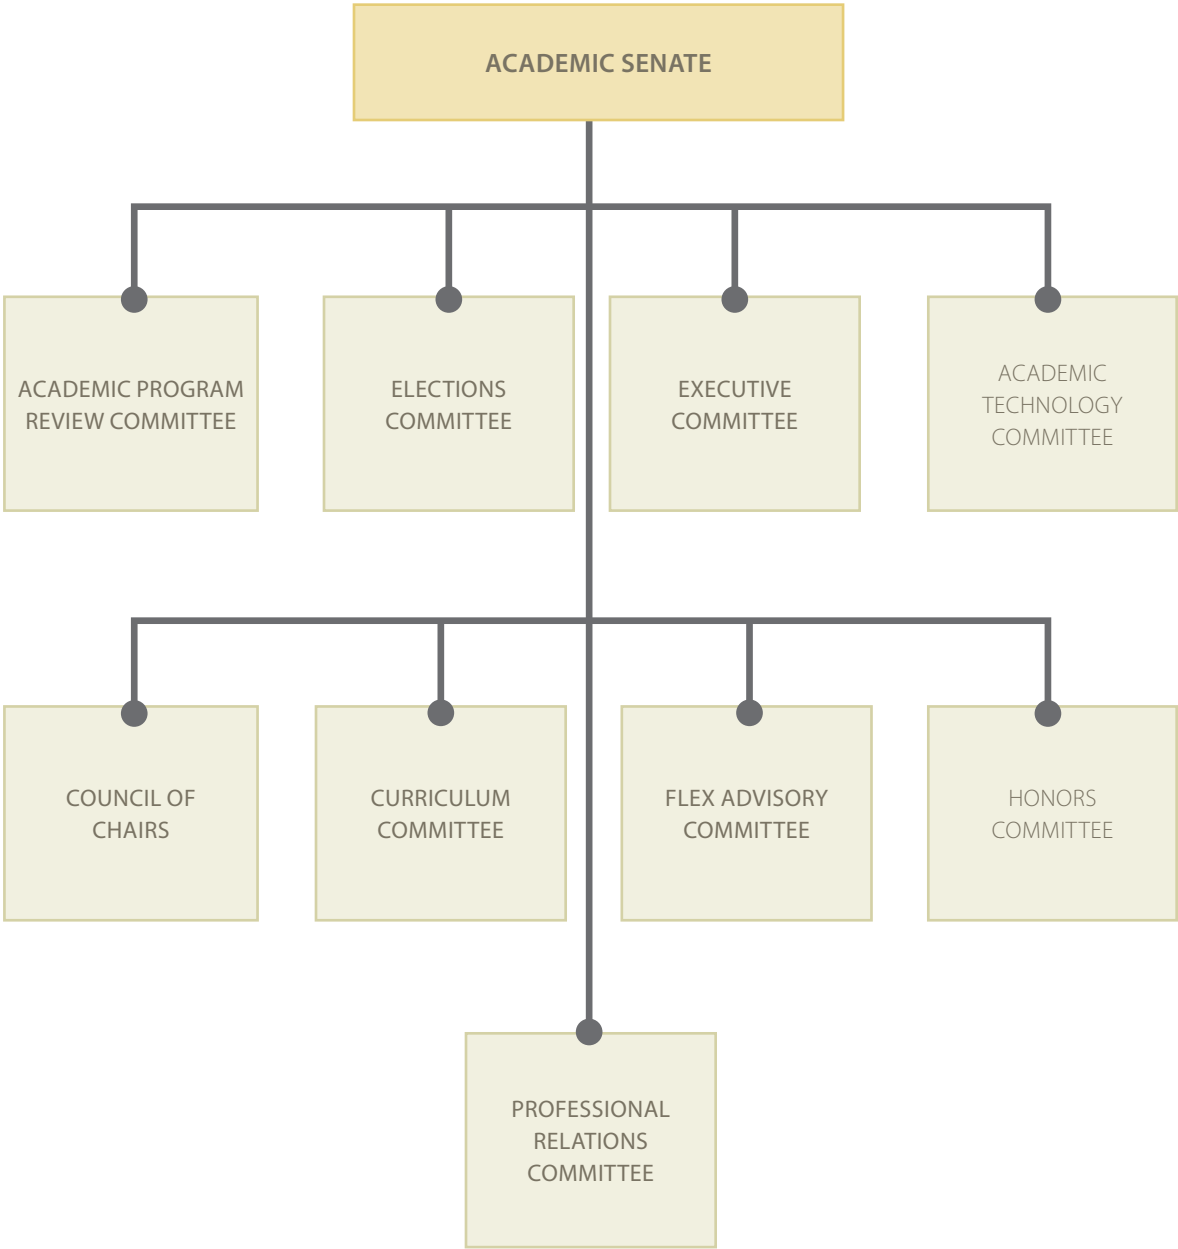 ACADEMIC SENATE
ACADEMIC PROGRAM
REVIEW COMMITTEE
ELECTIONS
COMMITTEE
EXECUTIVE
COMMITTEE
ACADEMIC
TECHNOLOGY
COMMITTEE
COUNCIL OF
CHAIRS
CURRICULUM
COMMITTEE
FLEX ADVISORY
COMMITTEE
HONORS
COMMITTEE
PROFESSIONAL
RELATIONS
COMMITTEE